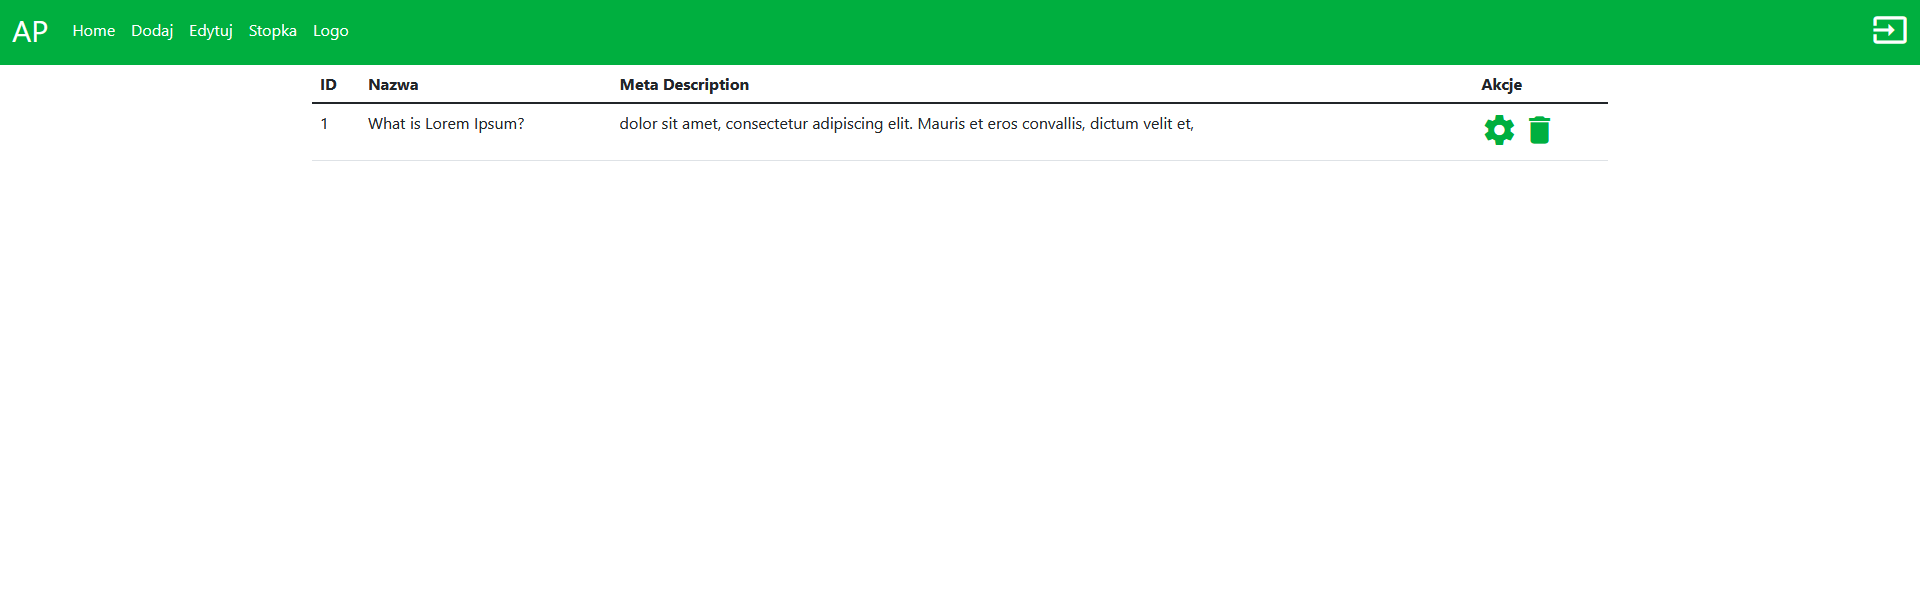 AP Home Dodaj Edytuj Stopka Logo
ID Nazwa Meta Description Akcje
1 What is Lorem Ipsum? dolor sit amet, consectetur adipiscing elit. Mauris et eros convallis, dictum velit et,